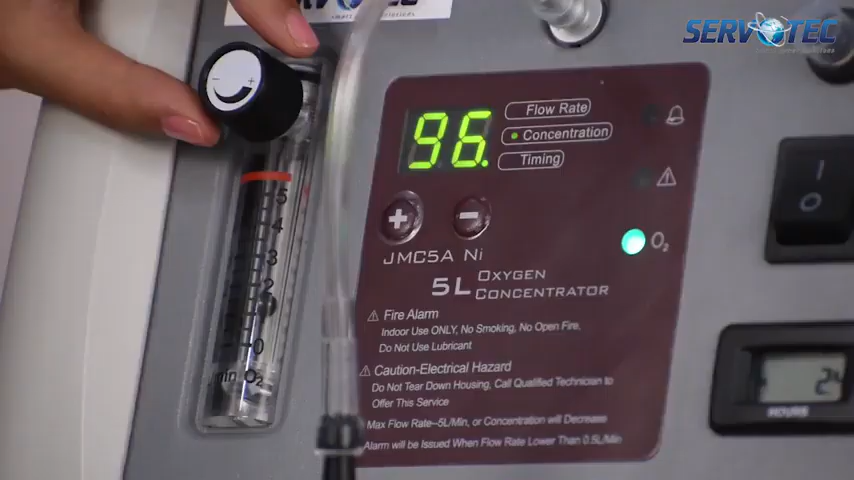 SERVOTEC
96.
Flow Rate
Concentration
Timing
- +
5
4
3
2
0
O₂
+ -
JMC5A Ni
5L OXYGEN
CONCENTRATOR
O₂
I
O
⚠ Fire Alarm
Indoor Use ONLY, No Smoking, No Open Fire,
Do Not Use Lubricant
⚠ Caution-Electrical Hazard
Do Not Tear Down Housing, Call Qualified Technician to
Offer This Service
Max Flow Rate–5L/Min, or Concentration will Decrease
Alarm will be Issued When Flow Rate Lower Than 0.5L/Min
HOURS